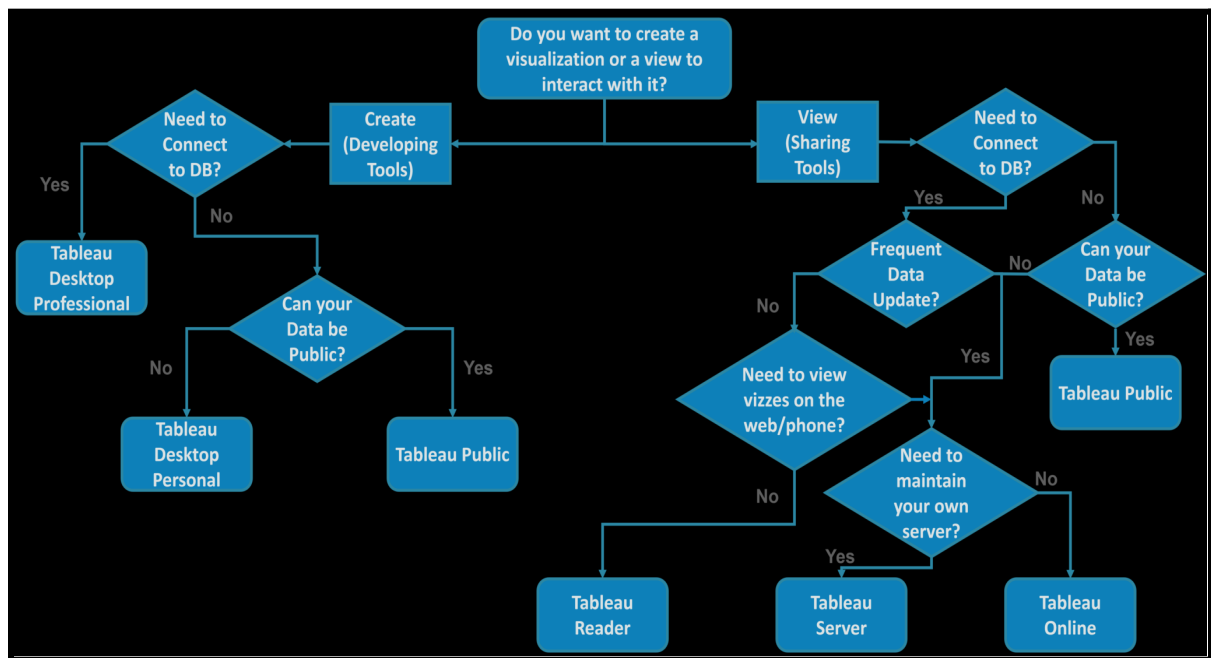 Do you want to create a
visualization or a view to
interact with it?
Need to
Connect
to DB?
Create
(Developing
Tools)
View
(Sharing
Tools)
Need to
Connect
to DB?
Yes
No
Yes
No
Tableau
Desktop
Professional
Can your
Data be
Public?
Frequent
Data
Update?
No
Can your
Data be
Public?
No
Yes
No
Yes
Yes
Tableau
Desktop
Personal
Tableau Public
Need to view
vizzes on the
web/phone?
Tableau Public
No
Need to
maintain
your own
server?
No
Yes
Tableau
Reader
Tableau
Server
Tableau
Online